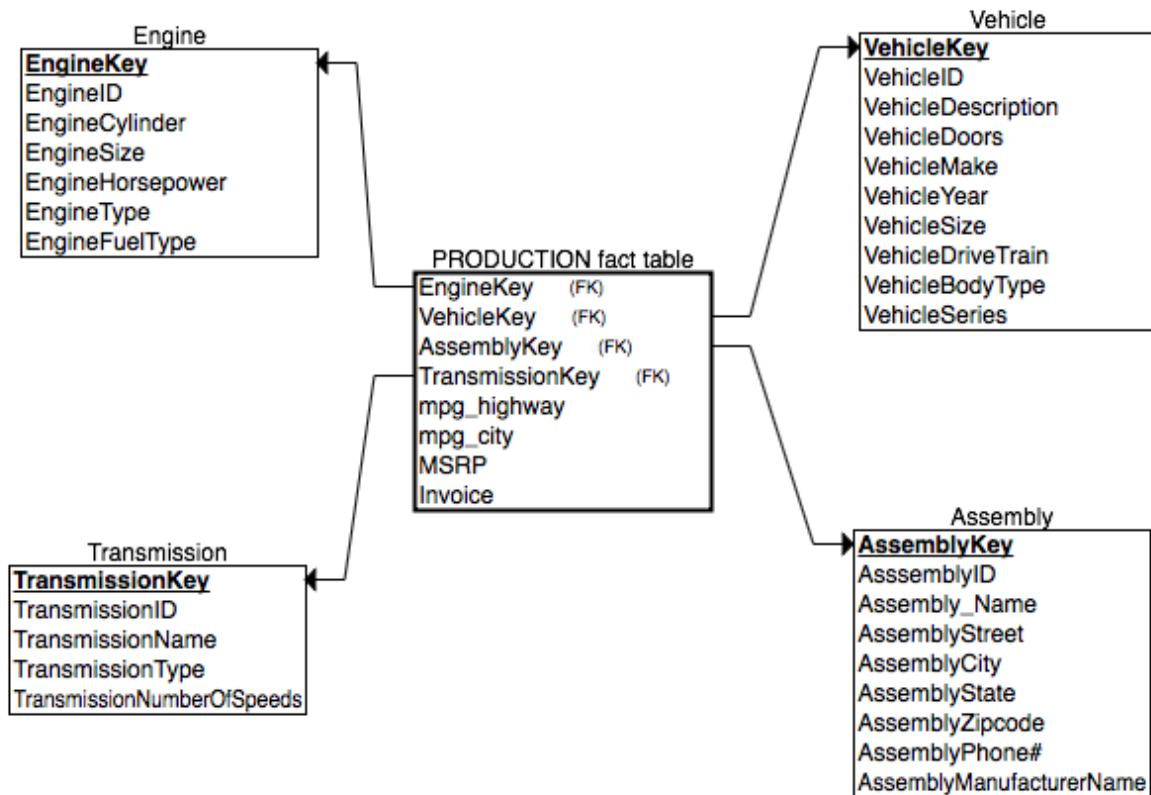 Engine
EngineKey
EngineID
EngineCylinder
EngineSize
EngineHorsepower
EngineType
EngineFuelType
Vehicle
VehicleKey
VehicleID
VehicleDescription
VehicleDoors
VehicleMake
VehicleYear
VehicleSize
VehicleDriveTrain
VehicleBodyType
VehicleSeries
PRODUCTION fact table
EngineKey (FK)
VehicleKey (FK)
AssemblyKey (FK)
TransmissionKey (FK)
mpg_highway
mpg_city
MSRP
Invoice
Transmission
TransmissionKey
TransmissionID
TransmissionName
TransmissionType
TransmissionNumberOfSpeeds
Assembly
AssemblyKey
AsssemblyID
Assembly_Name
AssemblyStreet
AssemblyCity
AssemblyState
AssemblyZipcode
AssemblyPhone#
AssemblyManufacturerName